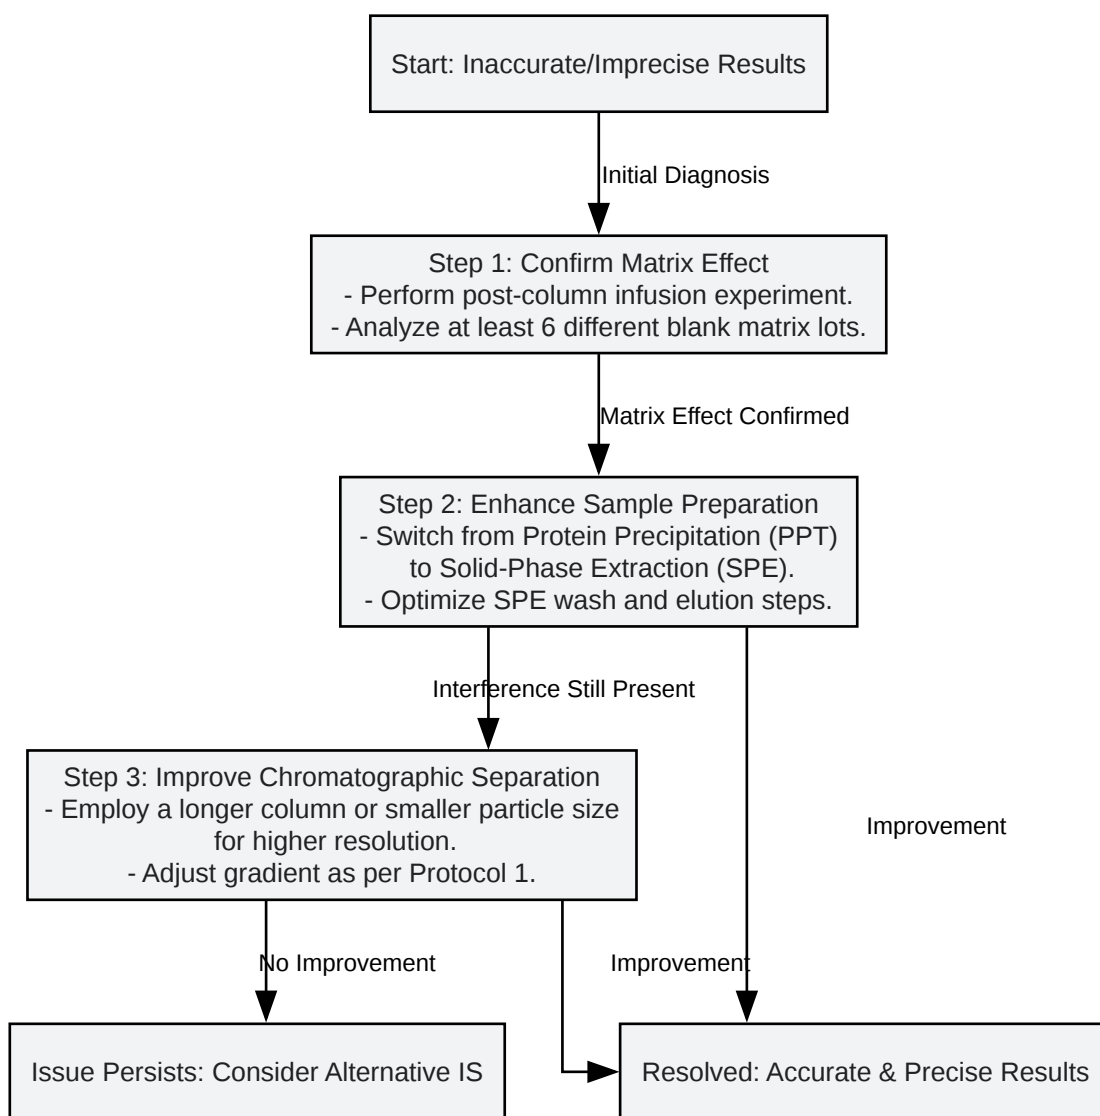 Start: Inaccurate/Imprecise Results
Initial Diagnosis
Step 1: Confirm Matrix Effect
- Perform post-column infusion experiment.
- Analyze at least 6 different blank matrix lots.
Matrix Effect Confirmed
Step 2: Enhance Sample Preparation
- Switch from Protein Precipitation (PPT)
to Solid-Phase Extraction (SPE).
- Optimize SPE wash and elution steps.
Interference Still Present
Step 3: Improve Chromatographic Separation
- Employ a longer column or smaller particle size
for higher resolution.
- Adjust gradient as per Protocol 1.
Improvement
No Improvement
Improvement
Issue Persists: Consider Alternative IS
Resolved: Accurate & Precise Results